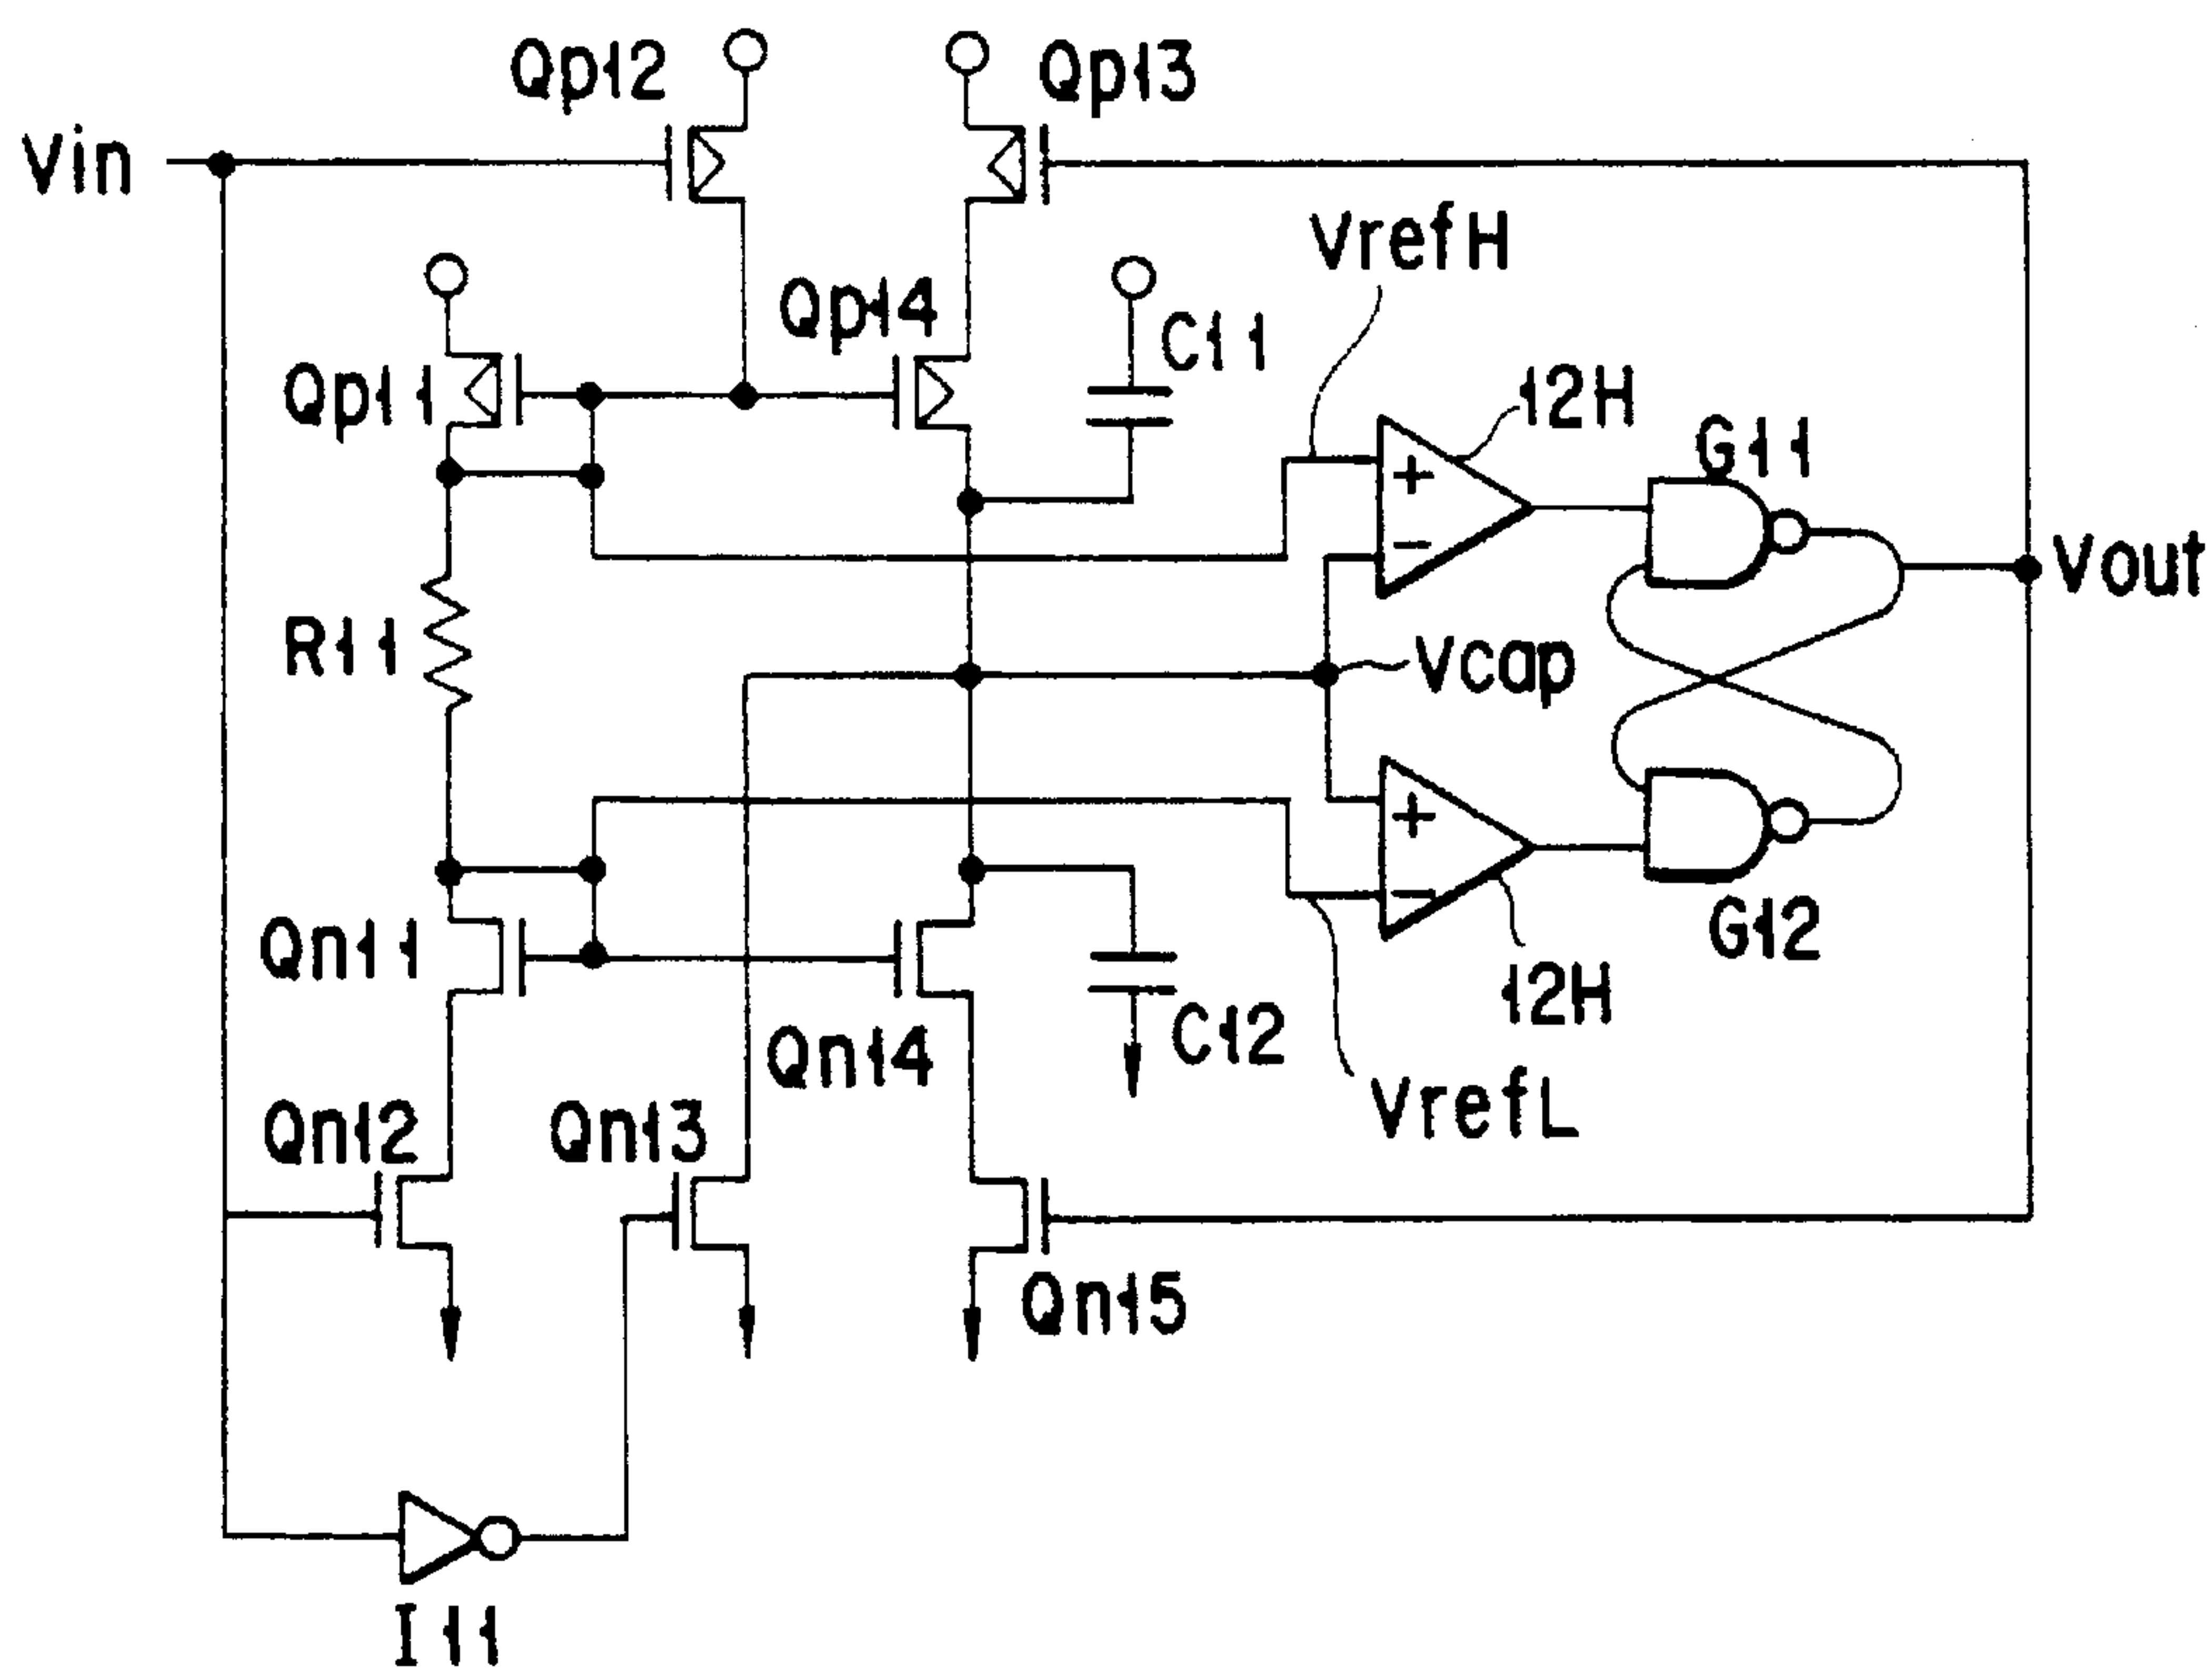 Qp12
Qp13
Vin
VrefH
Qp14
C11
Qp11
12H
G11
+
−
Vout
R11
Vcap
+
−
Qn11
G12
12H
Qn14
C12
VrefL
Qn12
Qn13
Qn15
I11